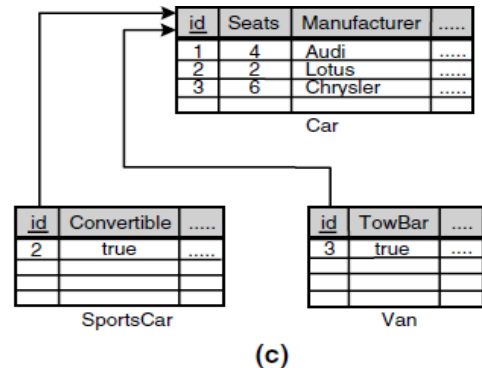 id Seats Manufacturer .....
1 4 Audi .....
2 2 Lotus .....
3 6 Chrysler .....
Car
id Convertible .....
2 true .....
SportsCar
id TowBar ....
3 true ....
Van
(c)